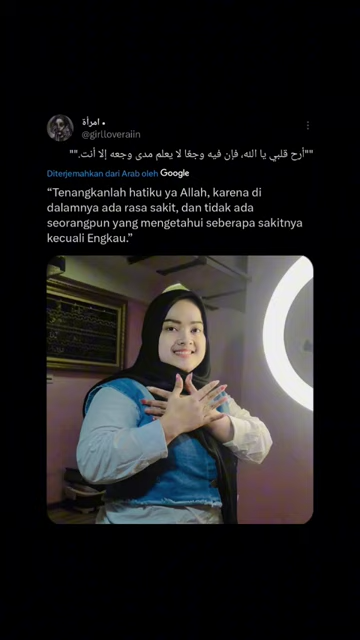 امرأة •
@girlloveraiin
""أرح قلبي يا الله، فإن فيه وجعًا لا يعلم مدى وجعه إلا أنت.""
Diterjemahkan dari Arab oleh Google
“Tenangkanlah hatiku ya Allah, karena di
dalamnya ada rasa sakit, dan tidak ada
seorangpun yang mengetahui seberapa sakitnya
kecuali Engkau.”